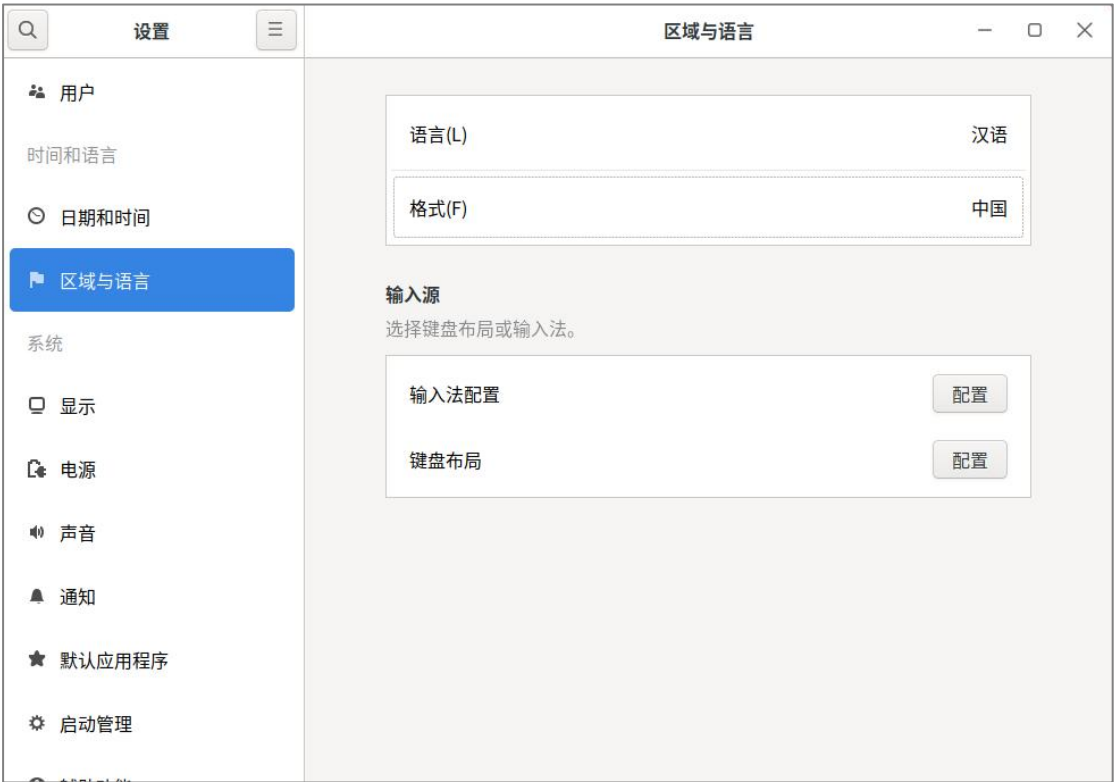 设置
区域与语言
用户
时间和语言
日期和时间
区域与语言
系统
显示
电源
声音
通知
默认应用程序
启动管理
语言(L) 汉语
格式(F) 中国
输入源
选择键盘布局或输入法。
输入法配置 配置
键盘布局 配置